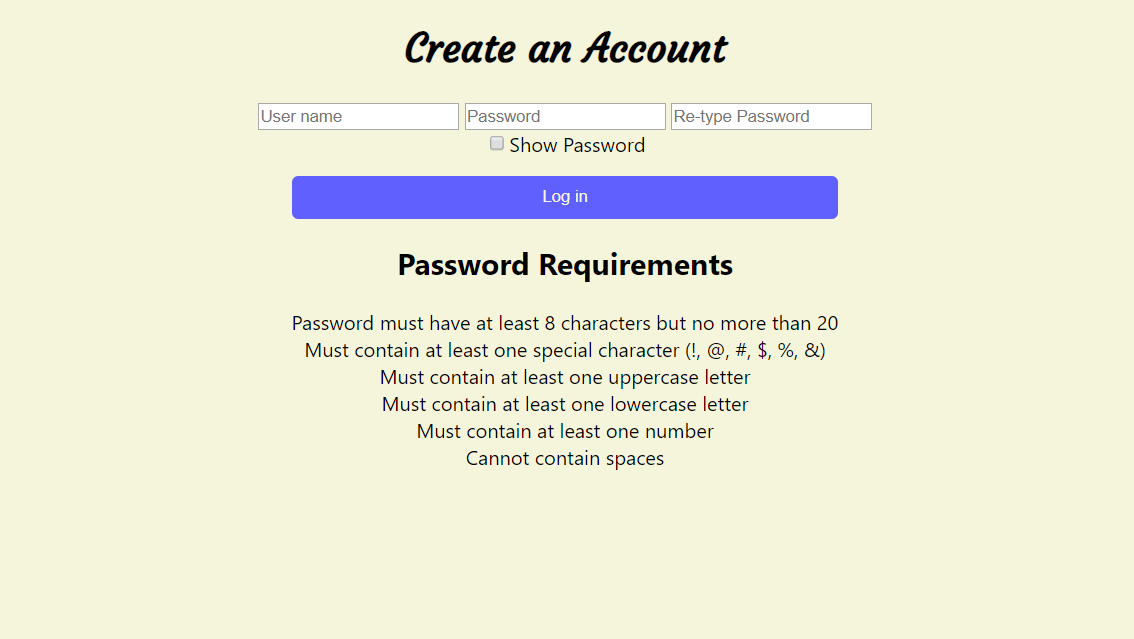 Create an Account
User name Password Re-type Password
Show Password
Log in
Password Requirements
Password must have at least 8 characters but no more than 20
Must contain at least one special character (!, @, #, $, %, &)
Must contain at least one uppercase letter
Must contain at least one lowercase letter
Must contain at least one number
Cannot contain spaces